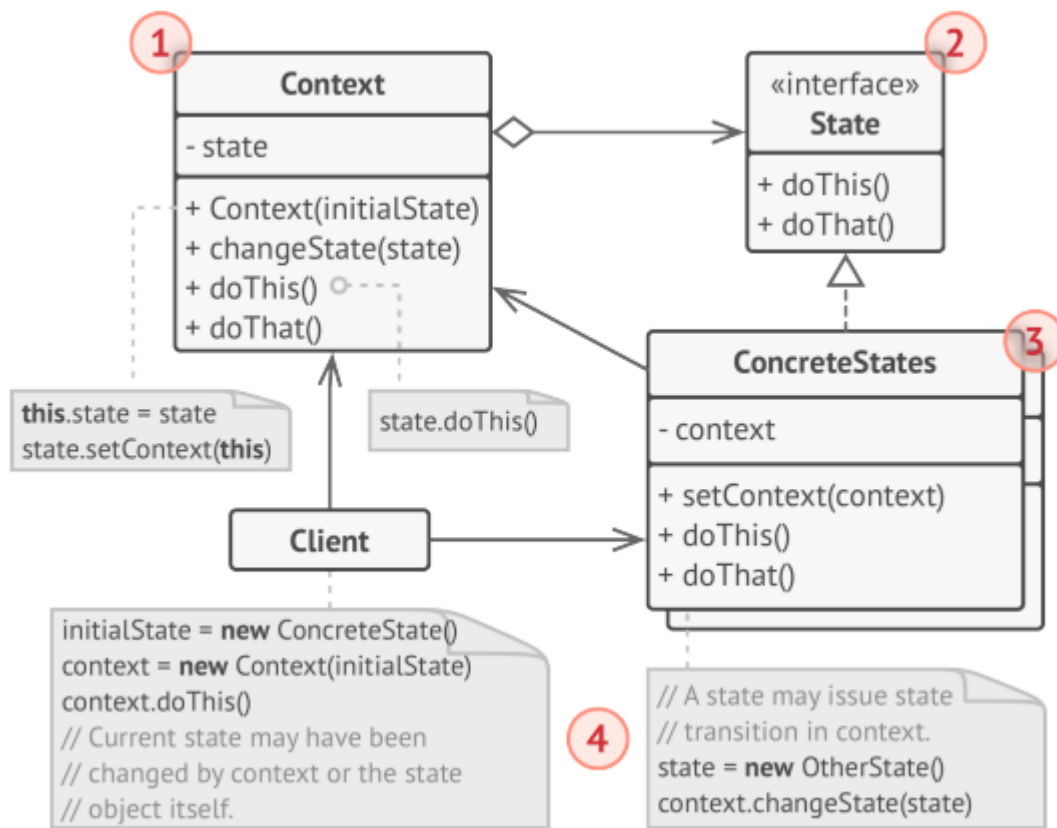 1
Context
- state
+ Context(initialState)
+ changeState(state)
+ doThis()
+ doThat()
2
«interface»
State
+ doThis()
+ doThat()
3
ConcreteStates
- context
+ setContext(context)
+ doThis()
+ doThat()
this.state = state
state.setContext(this)
state.doThis()
Client
initialState = new ConcreteState()
context = new Context(initialState)
context.doThis()
// Current state may have been
// changed by context or the state
// object itself.
4
// A state may issue state
// transition in context.
state = new OtherState()
context.changeState(state)